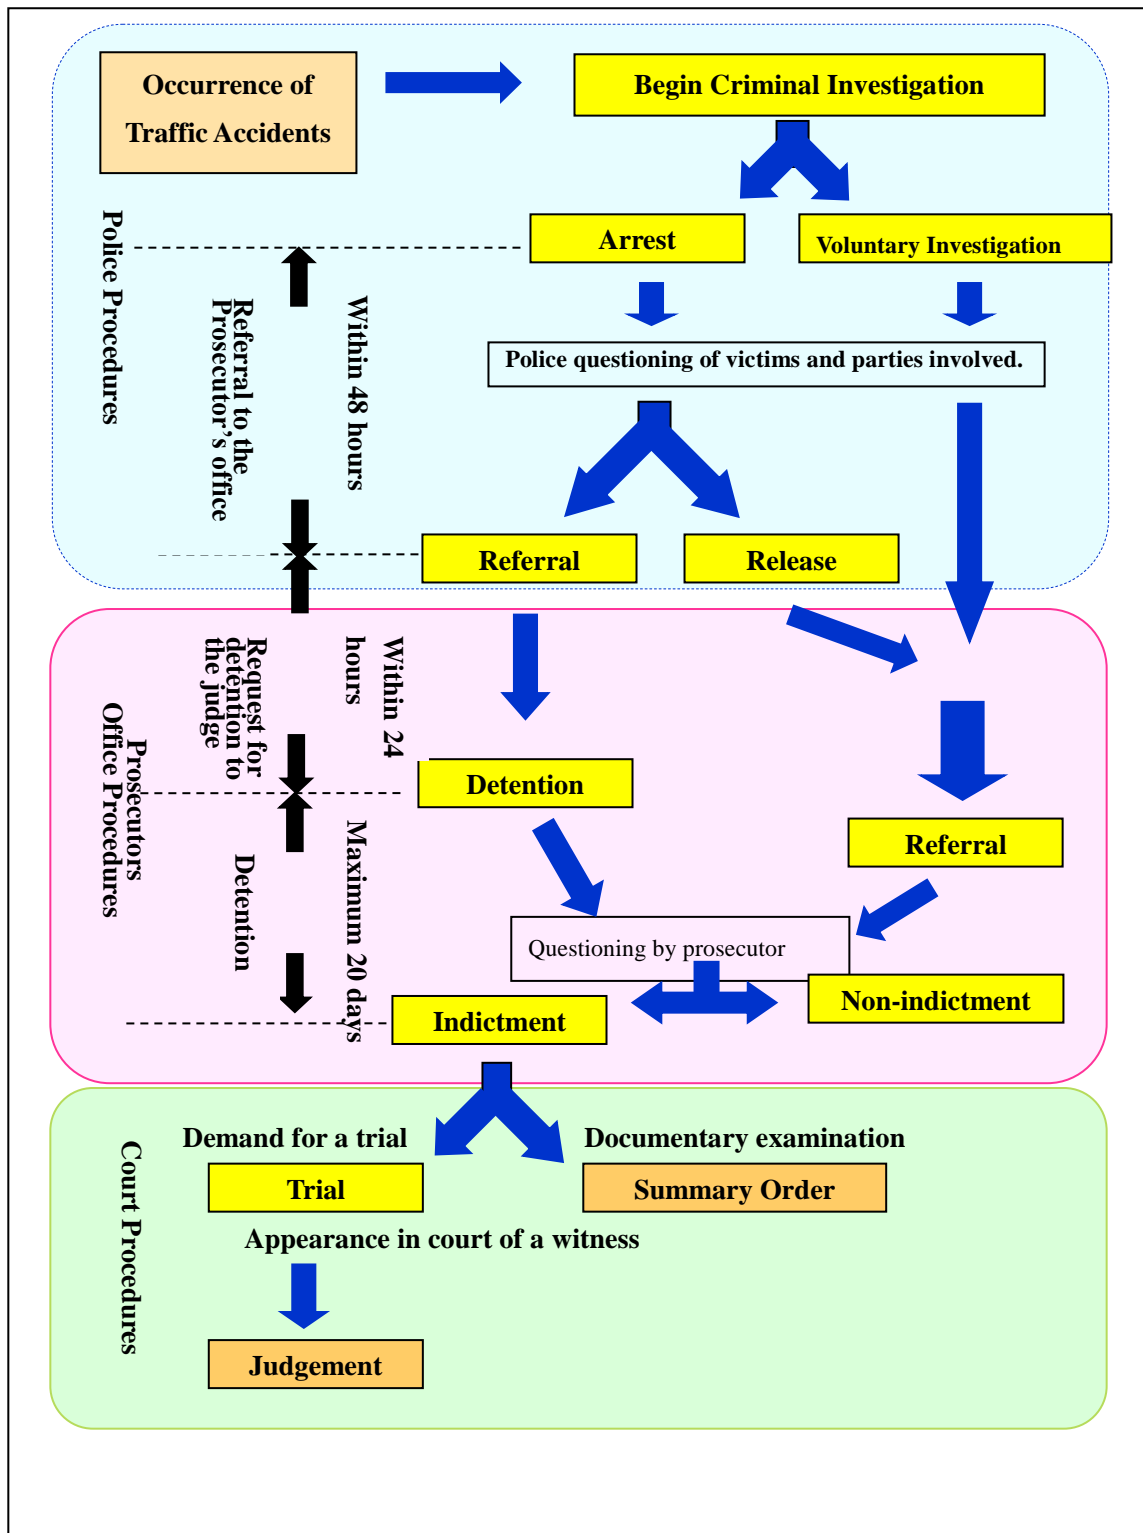 Occurrence of
Traffic Accidents
Begin Criminal Investigation
Police Procedures
Arrest
Voluntary Investigation
Referral to the
Prosecutor's office
Within 48 hours
Police questioning of victims and parties involved.
Referral
Release
Prosecutors
Office Procedures
Request for
detention to
the judge
Within 24
hours
Detention
Referral
Detention
Maximum 20 days
Questioning by prosecutor
Indictment
Non-indictment
Court Procedures
Demand for a trial
Documentary examination
Trial
Summary Order
Appearance in court of a witness
Judgement